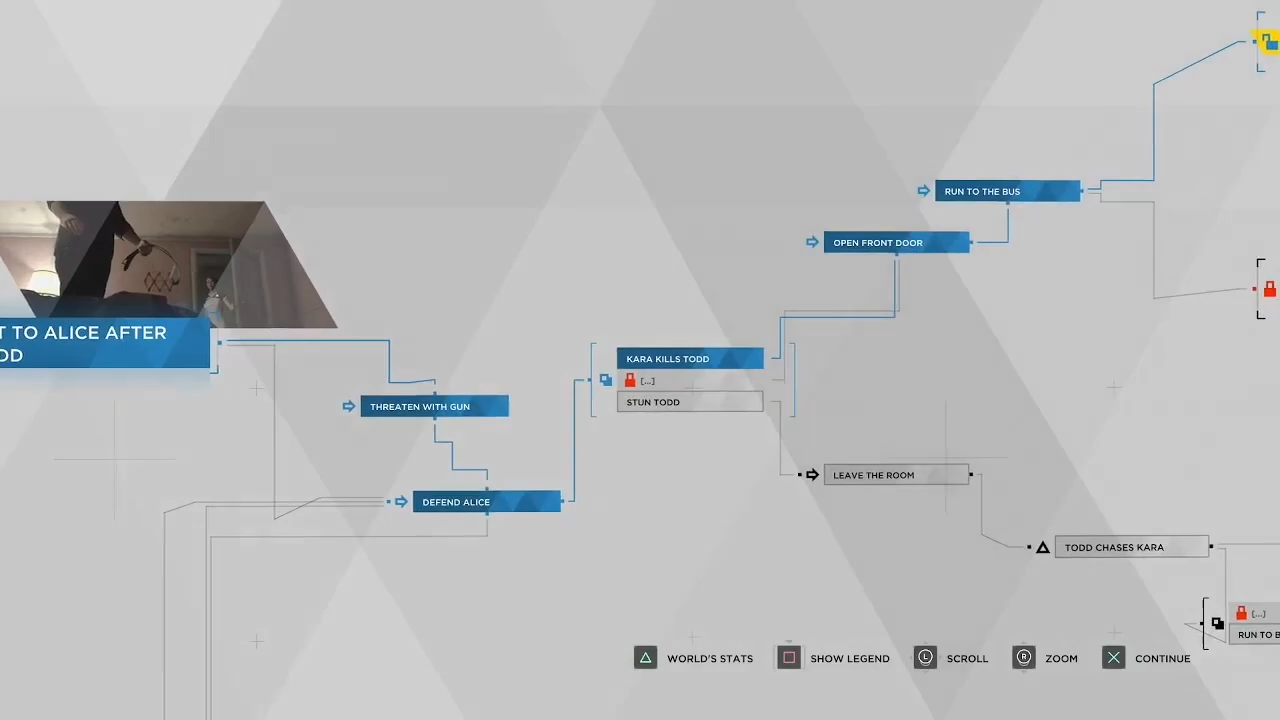 RUN TO THE BUS
OPEN FRONT DOOR
T TO ALICE AFTER
DD
KARA KILLS TODD
[...]
STUN TODD
THREATEN WITH GUN
LEAVE THE ROOM
DEFEND ALICE
TODD CHASES KARA
[...]
RUN TO B
WORLD'S STATS
SHOW LEGEND
L
SCROLL
R
ZOOM
CONTINUE